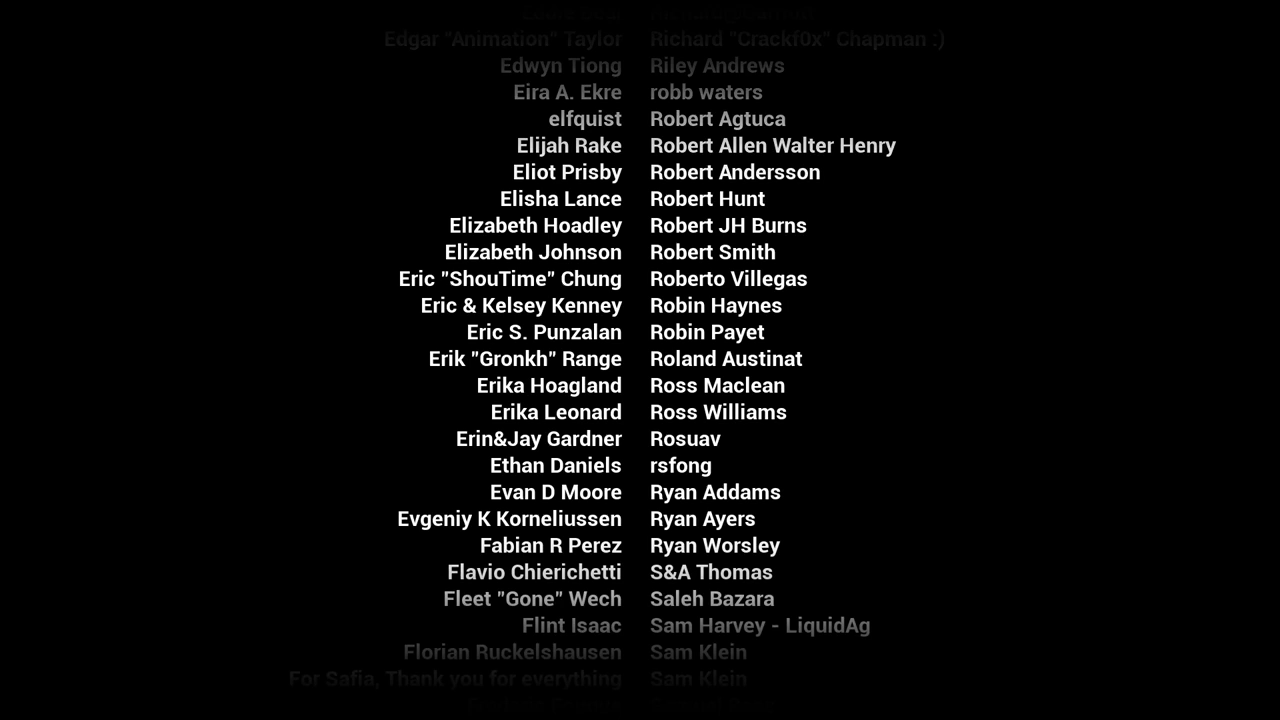 Edgar "Animation" Taylor Richard "Crackf0x" Chapman :)
Edwyn Tiong Riley Andrews
Eira A. Ekre robb waters
elfquist Robert Agtuca
Elijah Rake Robert Allen Walter Henry
Eliot Prisby Robert Andersson
Elisha Lance Robert Hunt
Elizabeth Hoadley Robert JH Burns
Elizabeth Johnson Robert Smith
Eric "ShouTime" Chung Roberto Villegas
Eric & Kelsey Kenney Robin Haynes
Eric S. Punzalan Robin Payet
Erik "Gronkh" Range Roland Austinat
Erika Hoagland Ross Maclean
Erika Leonard Ross Williams
Erin&Jay Gardner Rosuav
Ethan Daniels rsfong
Evan D Moore Ryan Addams
Evgeniy K Korneliussen Ryan Ayers
Fabian R Perez Ryan Worsley
Flavio Chierichetti S&A Thomas
Fleet "Gone" Wech Saleh Bazara
Flint Isaac Sam Harvey - LiquidAg
Florian Ruckelshausen Sam Klein
For Safia, Thank you for everything Sam Klein